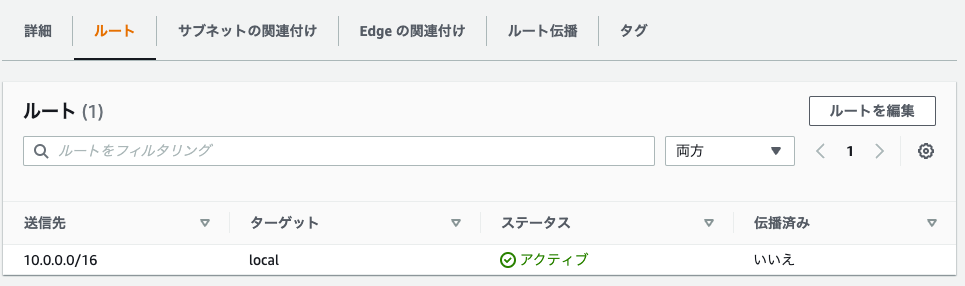 詳細 ルート サブネットの関連付け Edge の関連付け ルート伝播 タグ
ルート (1) ルートを編集
ルートをフィルタリング 両方 1
送信先 ターゲット ステータス 伝播済み
10.0.0.0/16 local アクティブ いいえ